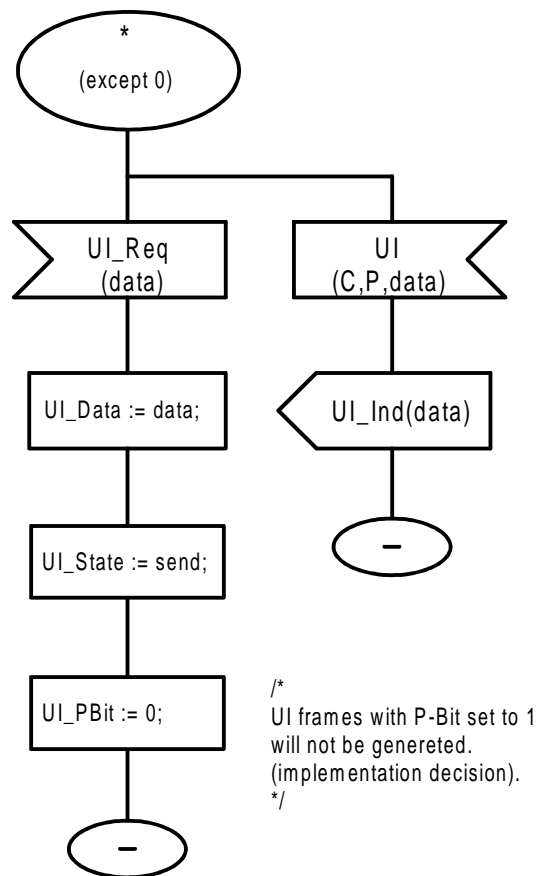 *
(except 0)
UI_Req
(data)
UI
(C,P,data)
UI_Data := data;
UI_Ind(data)
UI_State := send;
–
UI_PBit := 0;
/*
UI frames with P-Bit set to 1
will not be genereted.
(implementation decision).
*/
–